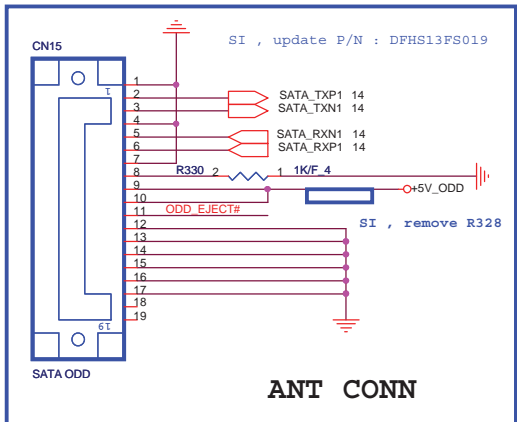 SI , update P/N : DFHS13FS019
CN15
1
1
2
SATA_TXP1 14
3
SATA_TXN1 14
4
5
SATA_RXN1 14
6
SATA_RXP1 14
7
8
R330 2 1 1K/F_4
9
+5V_ODD
10
11
ODD_EJECT#
SI , remove R328
12
13
14
15
16
17
18
19
19
SATA ODD
ANT CONN